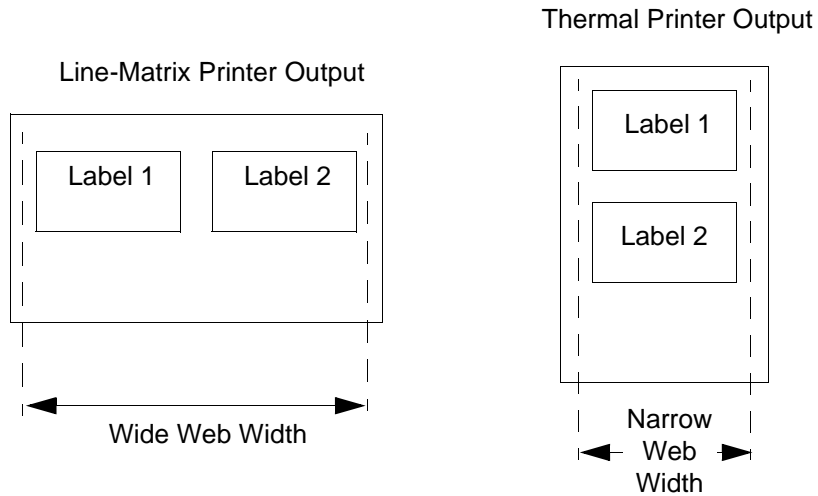 Thermal Printer Output
Line-Matrix Printer Output
Label 1
Label 2
Wide Web Width
Label 1
Label 2
Narrow
Web
Width